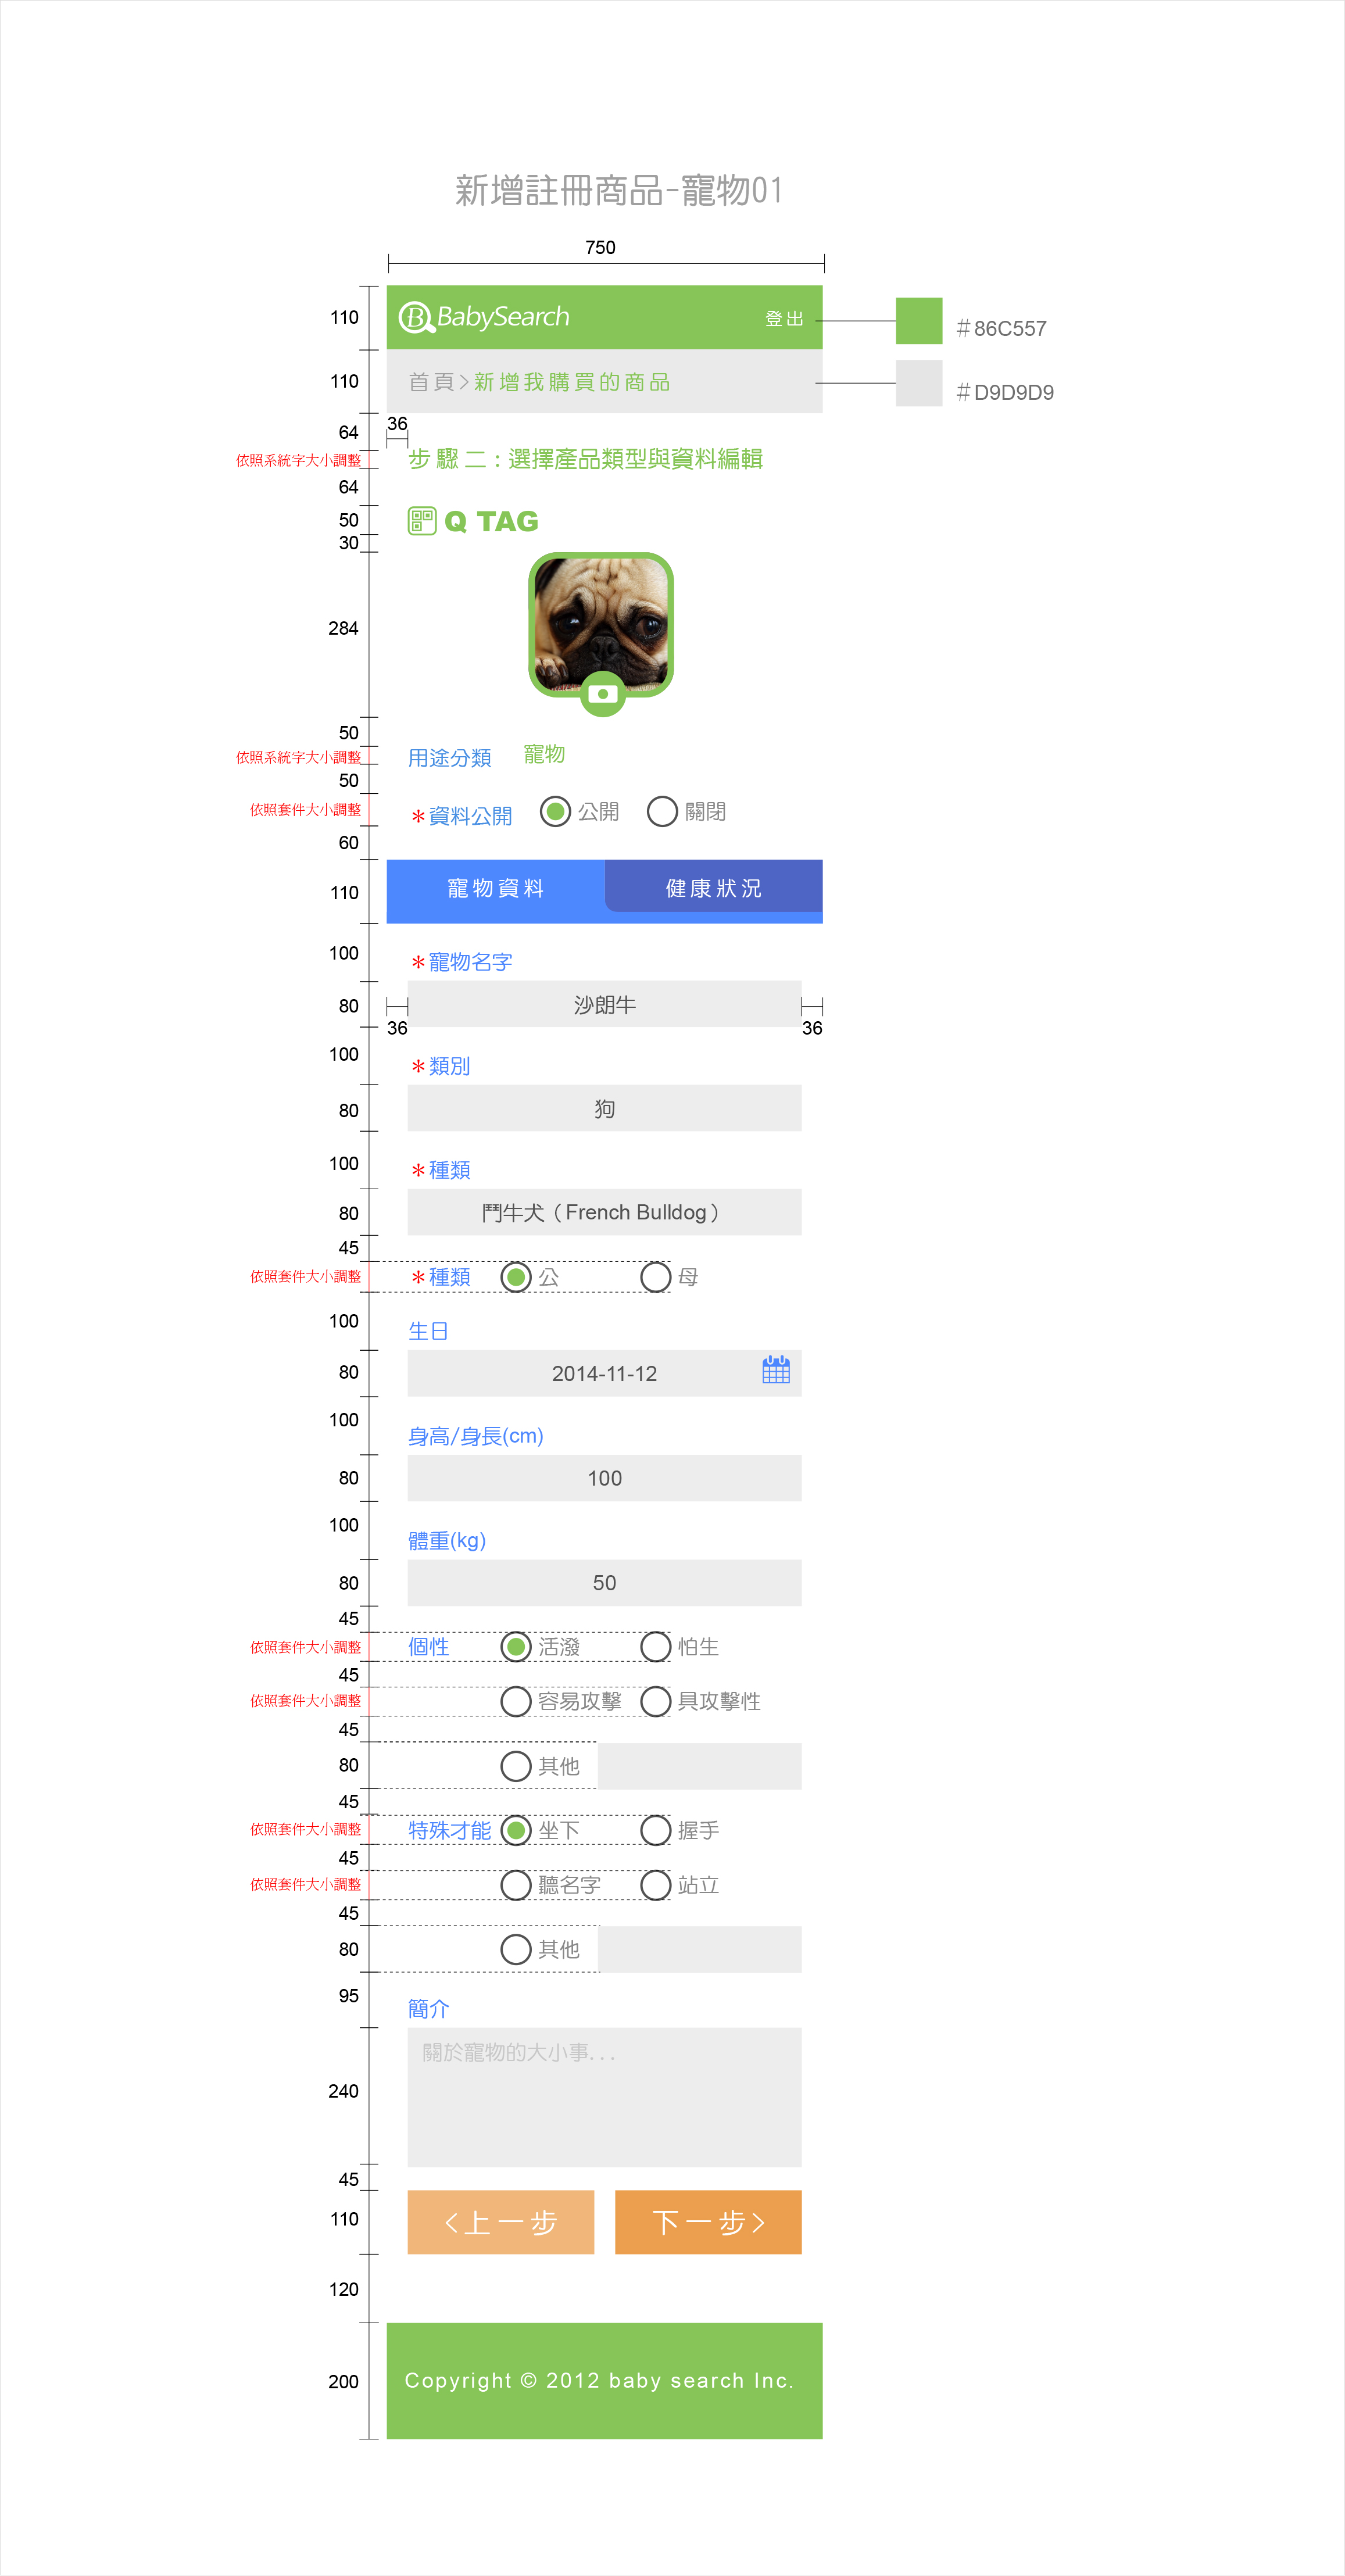 新增註冊商品-寵物01
750
110
BabySearch
登出
＃86C557
110
首頁>新增我購買的商品
＃D9D9D9
64
36
依照系統字大小調整
步驟二：選擇產品類型與資料編輯
64
50
Q TAG
30
284
50
依照系統字大小調整
用途分類 寵物
50
依照套件大小調整
＊資料公開 公開 關閉
60
110
寵物資料 健康狀況
100
＊寵物名字
80
沙朗牛
36 36
100
＊類別
80
狗
100
＊種類
80
鬥牛犬（French Bulldog）
45
依照套件大小調整
＊種類 公 母
100
生日
80
2014-11-12
100
身高/身長(cm)
80
100
100
體重(kg)
80
50
45
依照套件大小調整
個性 活潑 怕生
45
依照套件大小調整
容易攻擊 具攻擊性
45
80
其他
45
依照套件大小調整
特殊才能 坐下 握手
45
依照套件大小調整
聽名字 站立
45
80
其他
95
簡介
關於寵物的大小事...
240
45
110
<上一步 下一步>
120
200
Copyright © 2012 baby search Inc.